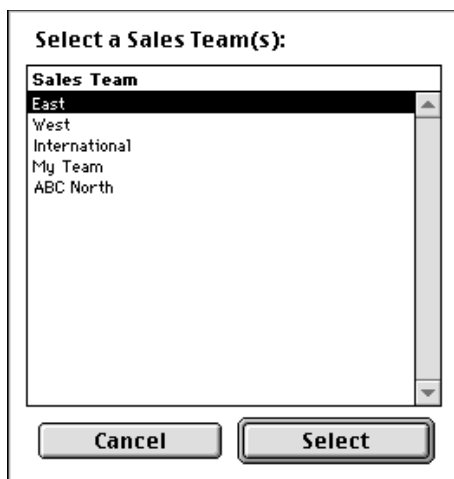 Select a Sales Team(s):
Sales Team
East
West
International
My Team
ABC North
Cancel
Select